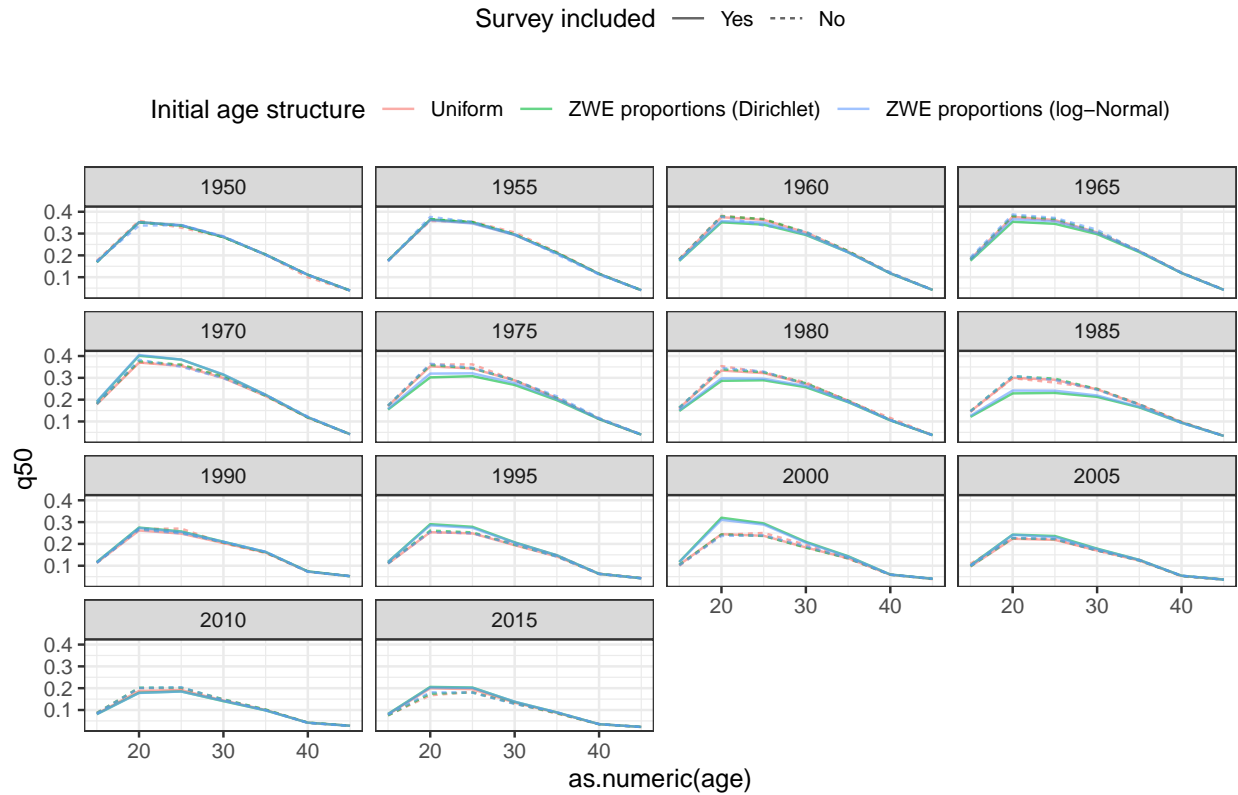 Survey included Yes No
Initial age structure Uniform ZWE proportions (Dirichlet) ZWE proportions (log−Normal)
1950 1955 1960 1965
0.4
0.3
0.2
0.1
1970 1975 1980 1985
0.4
0.3
0.2
0.1
q50
1990 1995 2000 2005
0.4
0.3
0.2
0.1
20 30 40 20 30 40
2010 2015
0.4
0.3
0.2
0.1
20 30 40 20 30 40
as.numeric(age)